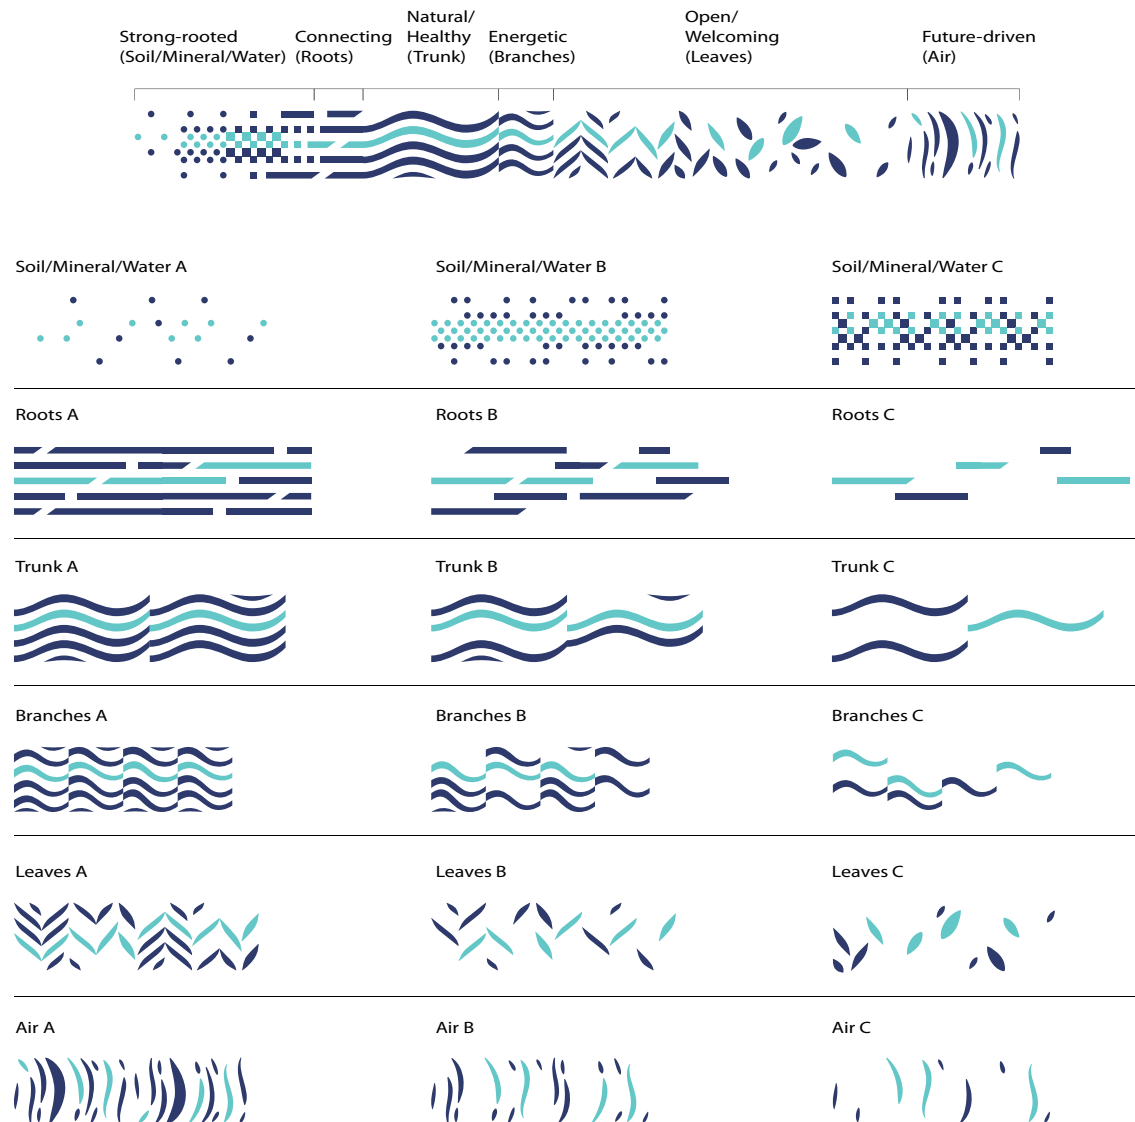 Strong-rooted
(Soil/Mineral/Water)
Connecting
(Roots)
Natural/
Healthy
(Trunk)
Energetic
(Branches)
Open/
Welcoming
(Leaves)
Future-driven
(Air)
Soil/Mineral/Water A
Soil/Mineral/Water B
Soil/Mineral/Water C
Roots A
Roots B
Roots C
Trunk A
Trunk B
Trunk C
Branches A
Branches B
Branches C
Leaves A
Leaves B
Leaves C
Air A
Air B
Air C